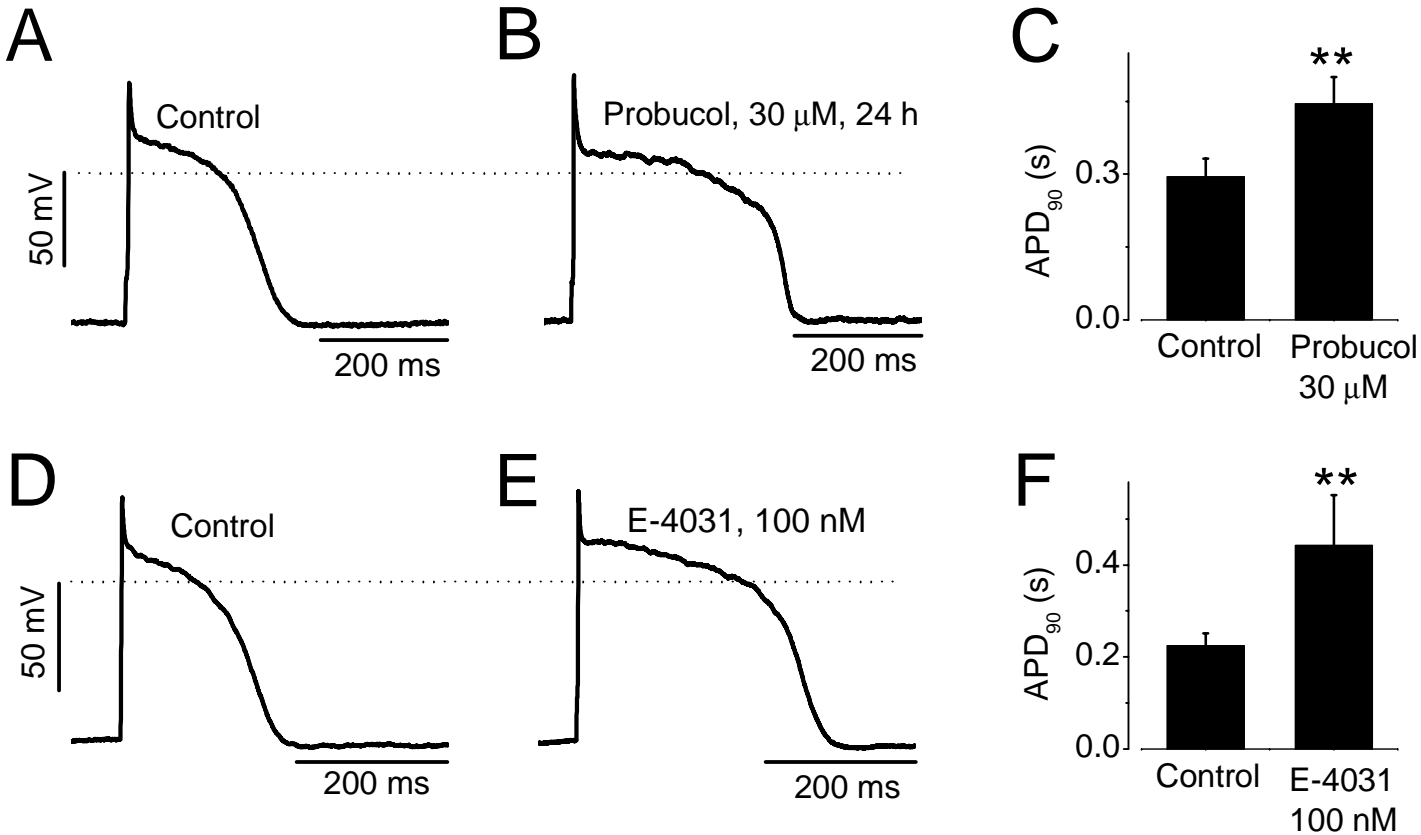 A
Control
50 mV
200 ms
B
Probucol, 30 μM, 24 h
200 ms
C
**
APD90 (s)
0.3
0.0
Control
Probucol
30 μM
D
Control
50 mV
200 ms
E
E-4031, 100 nM
200 ms
F
**
APD90 (s)
0.4
0.2
0.0
Control
E-4031
100 nM